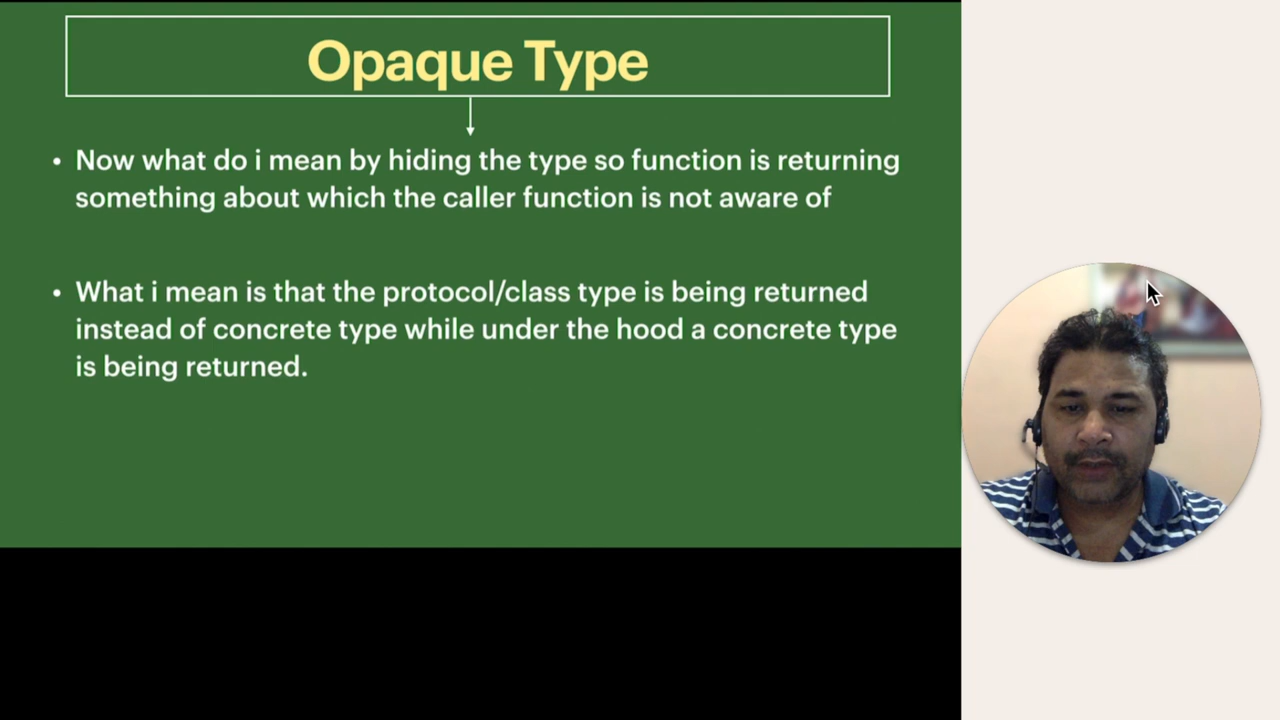 Opaque Type
• Now what do i mean by hiding the type so function is returning
something about which the caller function is not aware of
• What i mean is that the protocol/class type is being returned
instead of concrete type while under the hood a concrete type
is being returned.